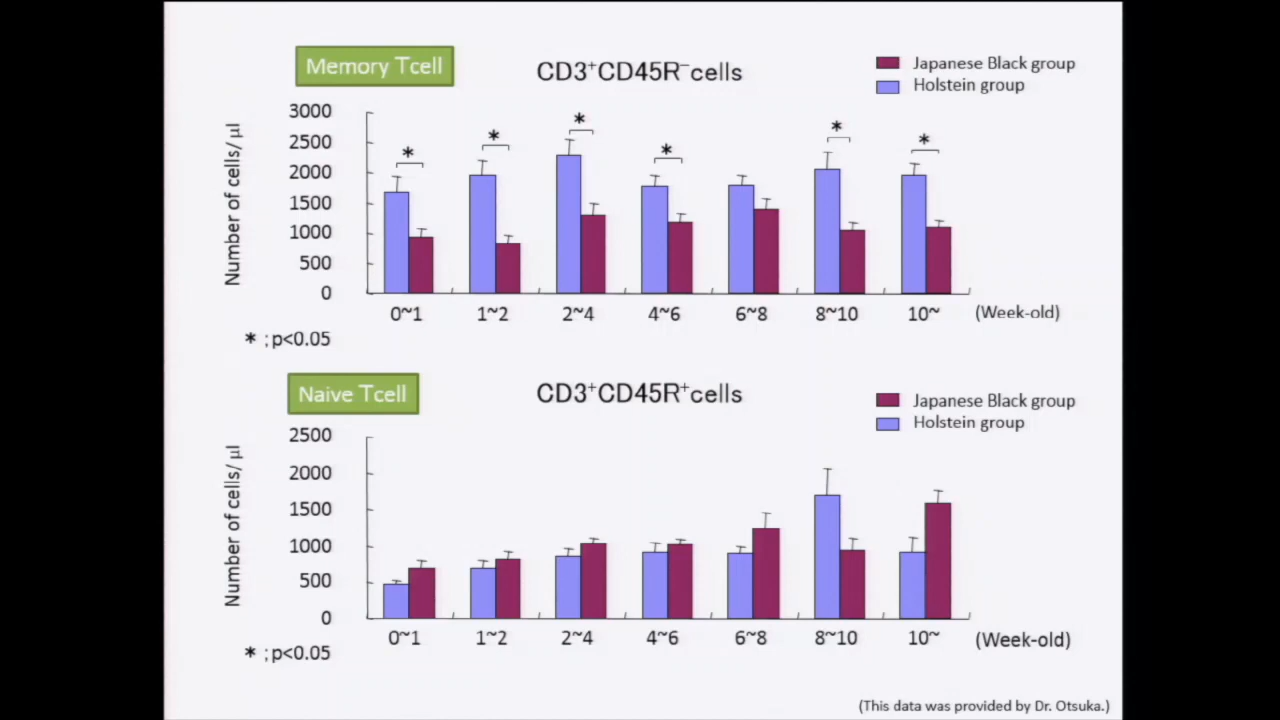 Memory Tcell
CD3⁺CD45R⁻cells
Japanese Black group
Holstein group
Number of cells/ μl
3000
2500
2000
1500
1000
500
0
* * * * * *
0~1 1~2 2~4 4~6 6~8 8~10 10~ (Week-old)
* ; p<0.05
Naive Tcell
CD3⁺CD45R⁺cells
Japanese Black group
Holstein group
Number of cells/ μl
2500
2000
1500
1000
500
0
0~1 1~2 2~4 4~6 6~8 8~10 10~ (Week-old)
* ; p<0.05
(This data was provided by Dr. Otsuka.)